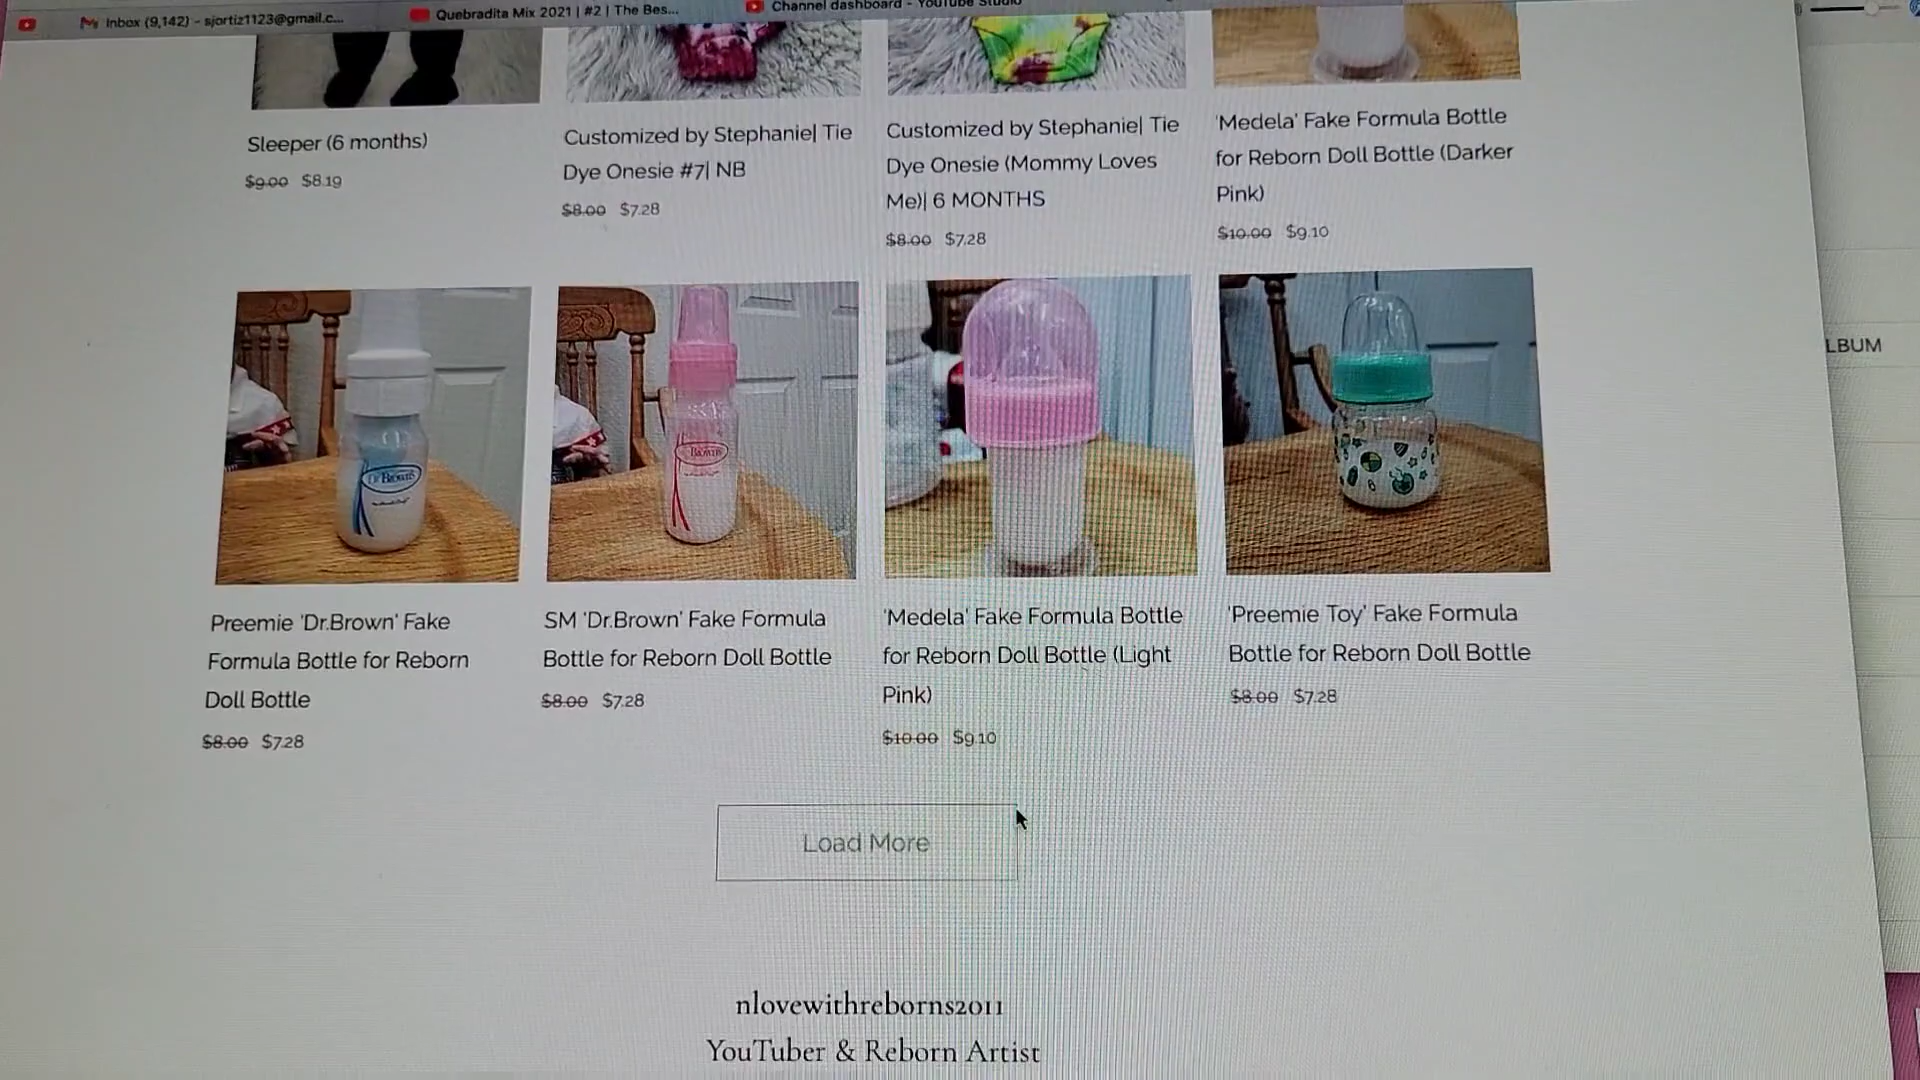 Inbox (9,142) - sjortiz1123@gmail.c...
Quebradita Mix 2021 | #2 | The Bes...
Channel dashboard - YouTube Studio
Sleeper (6 months)
$9.00 $8.19
Customized by Stephanie| Tie
Dye Onesie #7| NB
$8.00 $7.28
Customized by Stephanie| Tie
Dye Onesie (Mommy Loves
Me)| 6 MONTHS
$8.00 $7.28
'Medela' Fake Formula Bottle
for Reborn Doll Bottle (Darker
Pink)
$10.00 $9.10
LBUM
Dr Brown's
Brown's
Preemie 'Dr.Brown' Fake
Formula Bottle for Reborn
Doll Bottle
$8.00 $7.28
SM 'Dr.Brown' Fake Formula
Bottle for Reborn Doll Bottle
$8.00 $7.28
'Medela' Fake Formula Bottle
for Reborn Doll Bottle (Light
Pink)
$10.00 $9.10
'Preemie Toy' Fake Formula
Bottle for Reborn Doll Bottle
$8.00 $7.28
Load More
nlovewithreborns2011
YouTuber & Reborn Artist